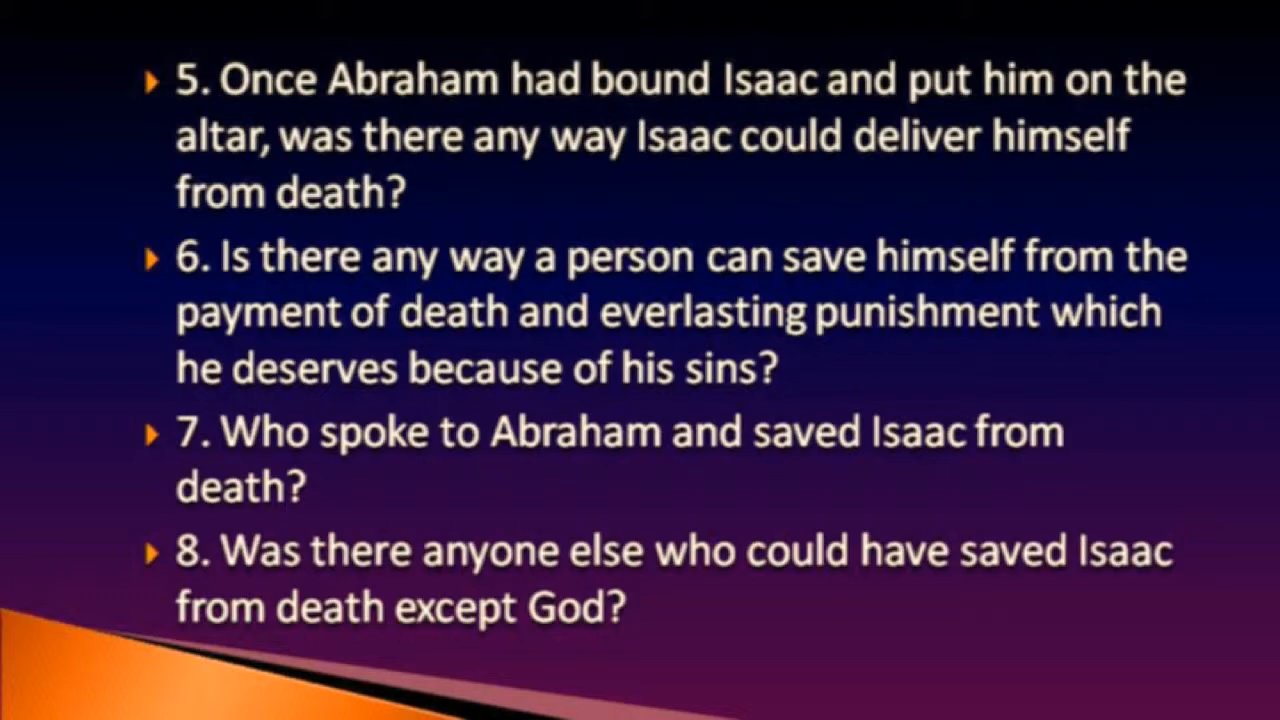 5. Once Abraham had bound Isaac and put him on the
altar, was there any way Isaac could deliver himself
from death?
6. Is there any way a person can save himself from the
payment of death and everlasting punishment which
he deserves because of his sins?
7. Who spoke to Abraham and saved Isaac from
death?
8. Was there anyone else who could have saved Isaac
from death except God?